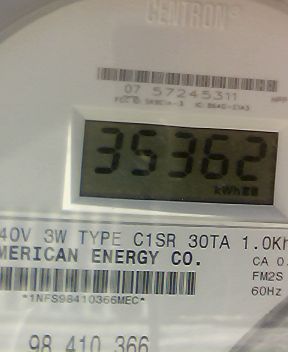 CENTRON®
07 57245311
35362
kWh
40V 3W TYPE C1SR 30TA 1.0Kh
MERICAN ENERGY CO.
CA 0.
FM2S
60Hz
*1NFS98410366MEC*
98 410 366